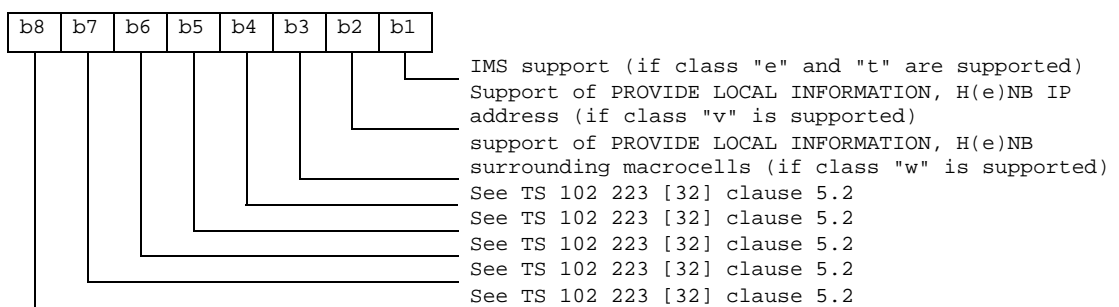 b8 b7 b6 b5 b4 b3 b2 b1
IMS support (if class "e" and "t" are supported)
Support of PROVIDE LOCAL INFORMATION, H(e)NB IP
address (if class "v" is supported)
support of PROVIDE LOCAL INFORMATION, H(e)NB
surrounding macrocells (if class "w" is supported)
See TS 102 223 [32] clause 5.2
See TS 102 223 [32] clause 5.2
See TS 102 223 [32] clause 5.2
See TS 102 223 [32] clause 5.2
See TS 102 223 [32] clause 5.2